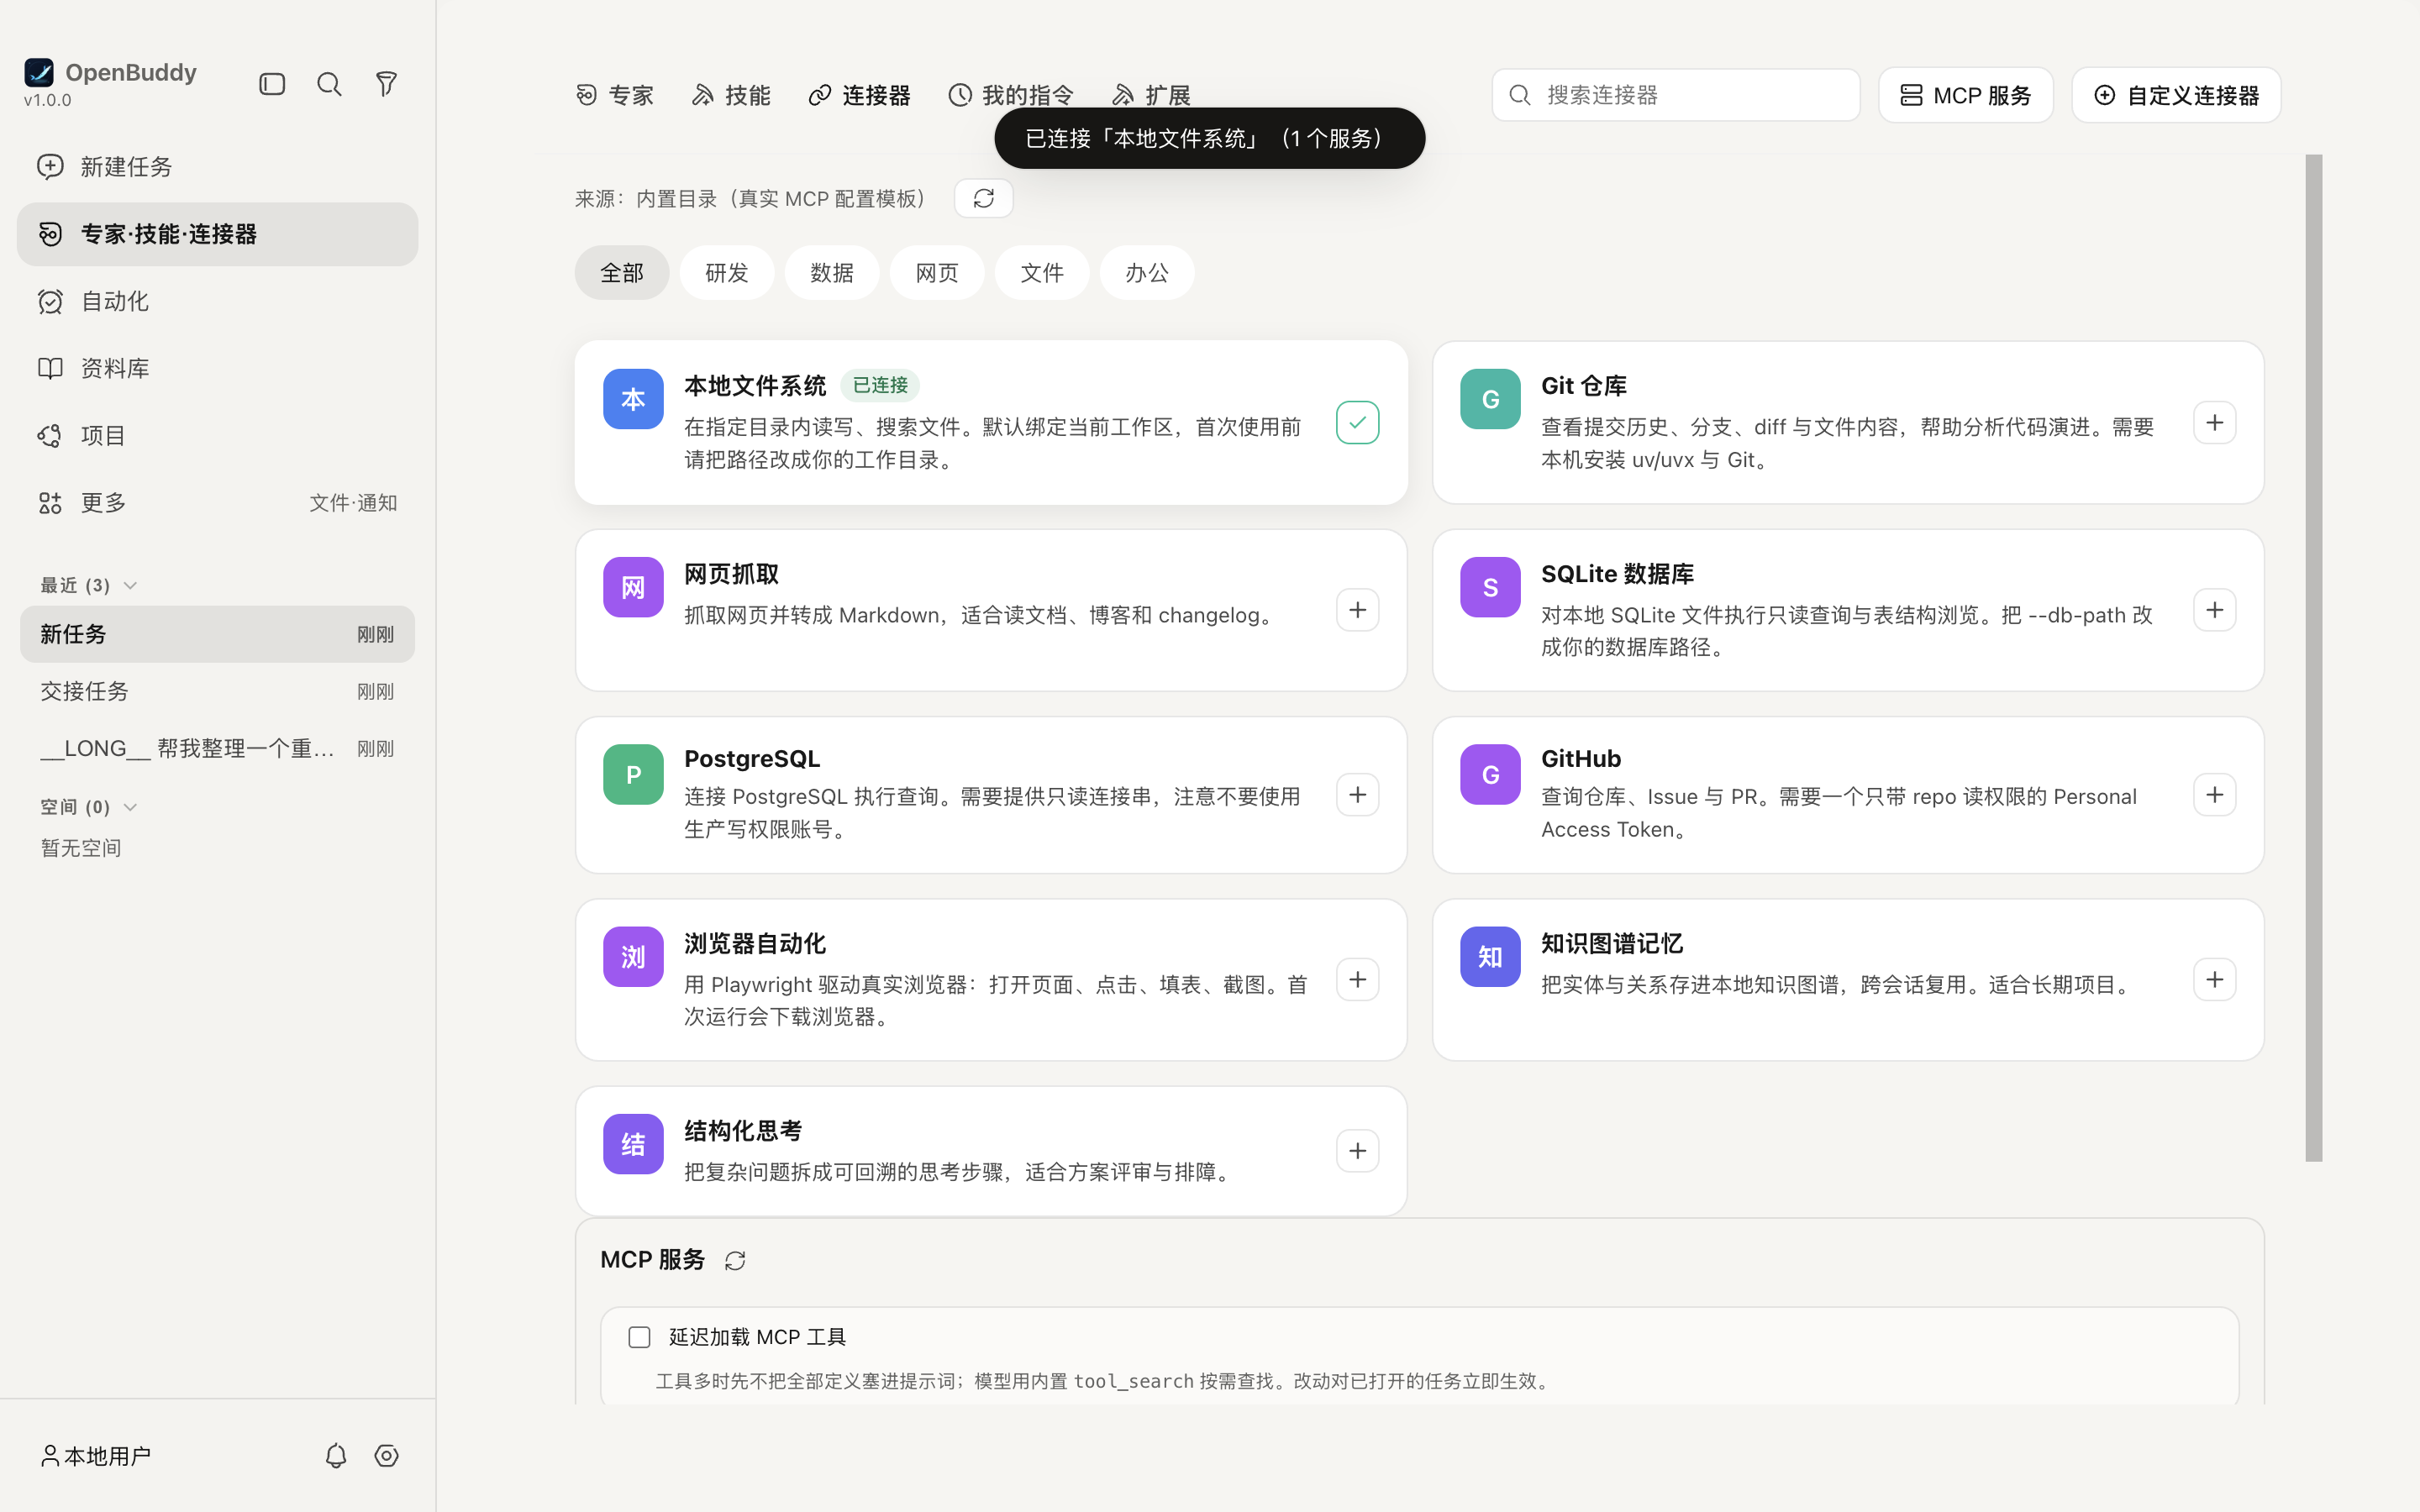 OpenBuddy
v1.0.0
新建任务
专家·技能·连接器
自动化
资料库
项目
更多 文件·通知
最近 (3)
新任务 刚刚
交接任务 刚刚
__LONG__ 帮我整理一个重… 刚刚
空间 (0)
暂无空间
本地用户
专家 技能 连接器 我的指令 扩展
搜索连接器 MCP 服务 自定义连接器
已连接「本地文件系统」（1 个服务）
来源：内置目录（真实 MCP 配置模板）
全部 研发 数据 网页 文件 办公
本
本地文件系统 已连接
在指定目录内读写、搜索文件。默认绑定当前工作区，首次使用前
请把路径改成你的工作目录。
G
Git 仓库
查看提交历史、分支、diff 与文件内容，帮助分析代码演进。需要
本机安装 uv/uvx 与 Git。
网
网页抓取
抓取网页并转成 Markdown，适合读文档、博客和 changelog。
S
SQLite 数据库
对本地 SQLite 文件执行只读查询与表结构浏览。把 --db-path 改
成你的数据库路径。
P
PostgreSQL
连接 PostgreSQL 执行查询。需要提供只读连接串，注意不要使用
生产写权限账号。
G
GitHub
查询仓库、Issue 与 PR。需要一个只带 repo 读权限的 Personal
Access Token。
浏
浏览器自动化
用 Playwright 驱动真实浏览器：打开页面、点击、填表、截图。首
次运行会下载浏览器。
知
知识图谱记忆
把实体与关系存进本地知识图谱，跨会话复用。适合长期项目。
结
结构化思考
把复杂问题拆成可回溯的思考步骤，适合方案评审与排障。
MCP 服务
延迟加载 MCP 工具
工具多时先不把全部定义塞进提示词；模型用内置 tool_search 按需查找。改动对已打开的任务立即生效。